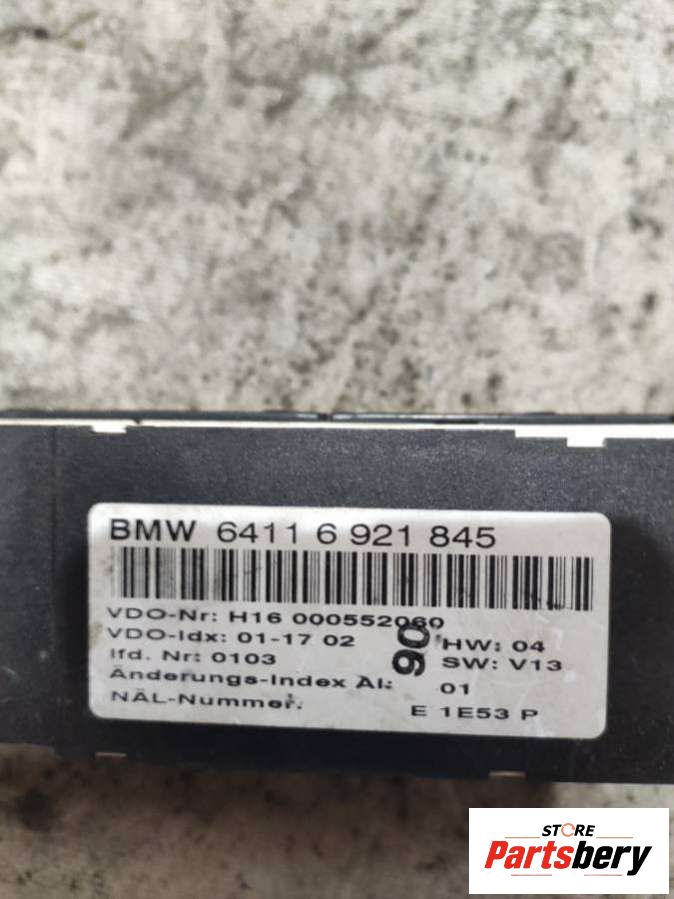 BMW 6411 6 921 845
VDO-Nr: H16 000552060
VDO-Idx: 01-17 02
HW: 04
lfd. Nr: 0103
90
SW: V13
Änderungs-Index AI: 01
NÄL-Nummer:
E 1E53 P
STORE
Partsbery